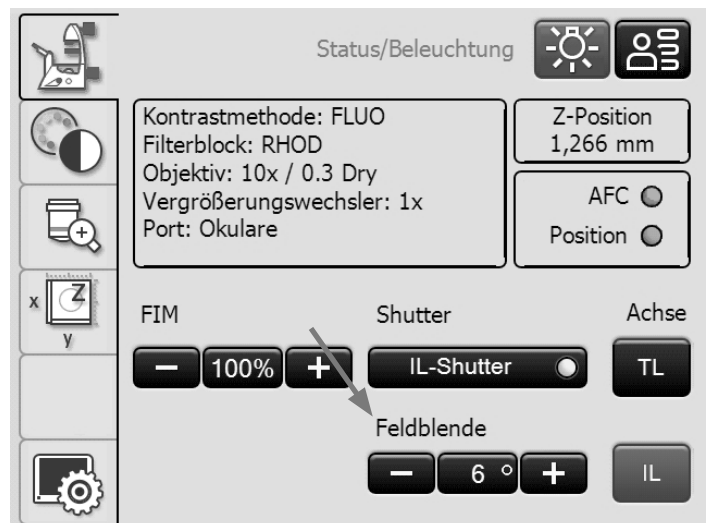 Status/Beleuchtung
Kontrastmethode: FLUO
Filterblock: RHOD
Objektiv: 10x / 0.3 Dry
Vergrößerungswechsler: 1x
Port: Okulare
Z-Position
1,266 mm
AFC
Position
x
Z
y
FIM
Shutter
Achse
− 100% +
IL-Shutter
TL
Feldblende
− 6 +
IL